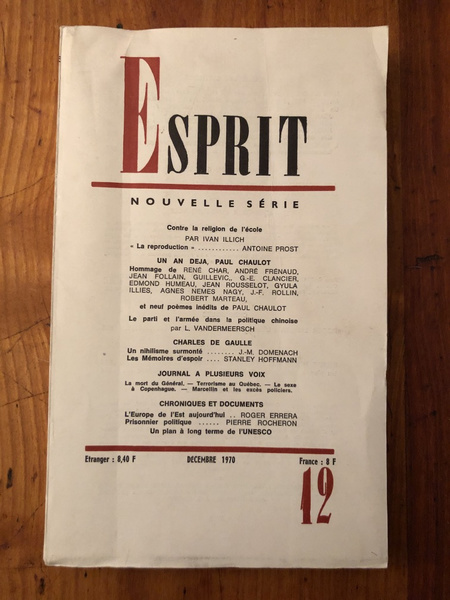 ESPRIT
NOUVELLE SÉRIE
Contre la religion de l'école
PAR IVAN ILLICH
« La reproduction » ............ ANTOINE PROST
UN AN DEJA, PAUL CHAULOT
Hommage de RENÉ CHAR, ANDRÉ FRÉNAUD,
JEAN FOLLAIN, GUILLEVIC, G.-E. CLANCIER,
EDMOND HUMEAU, JEAN ROUSSELOT, GYULA
ILLIES, AGNES NEMES NAGY, J.-F. ROLLIN,
ROBERT MARTEAU,
et neuf poèmes inédits de PAUL CHAULOT
Le parti et l'armée dans la politique chinoise
par L. VANDERMEERSCH
CHARLES DE GAULLE
Un nihilisme surmonté ........ J.-M. DOMENACH
Les Mémoires d'espoir .... STANLEY HOFFMANN
JOURNAL A PLUSIEURS VOIX
La mort du Général. — Terrorisme au Québec. — Le sexe
à Copenhague. — Marcellin et les excès policiers.
CHRONIQUES ET DOCUMENTS
L'Europe de l'Est aujourd'hui .. ROGER ERRERA
Prisonnier politique ...... PIERRE ROCHERON
Un plan à long terme de l'UNESCO
Etranger : 8,40 F DÉCEMBRE 1970 France : 8 F
12